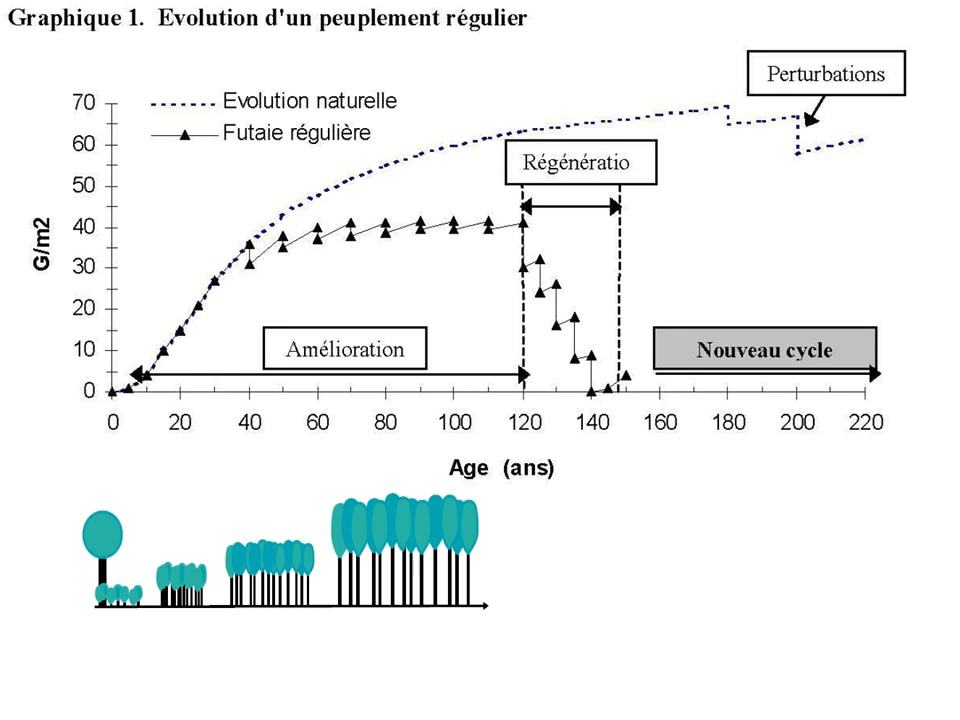 Graphique 1.  Evolution d'un peuplement régulier
Perturbations
Evolution naturelle
Futaie régulière
Régénératio
G/m2
70
60
50
40
30
20
10
0
Amélioration
Nouveau cycle
0 20 40 60 80 100 120 140 160 180 200 220
Age (ans)